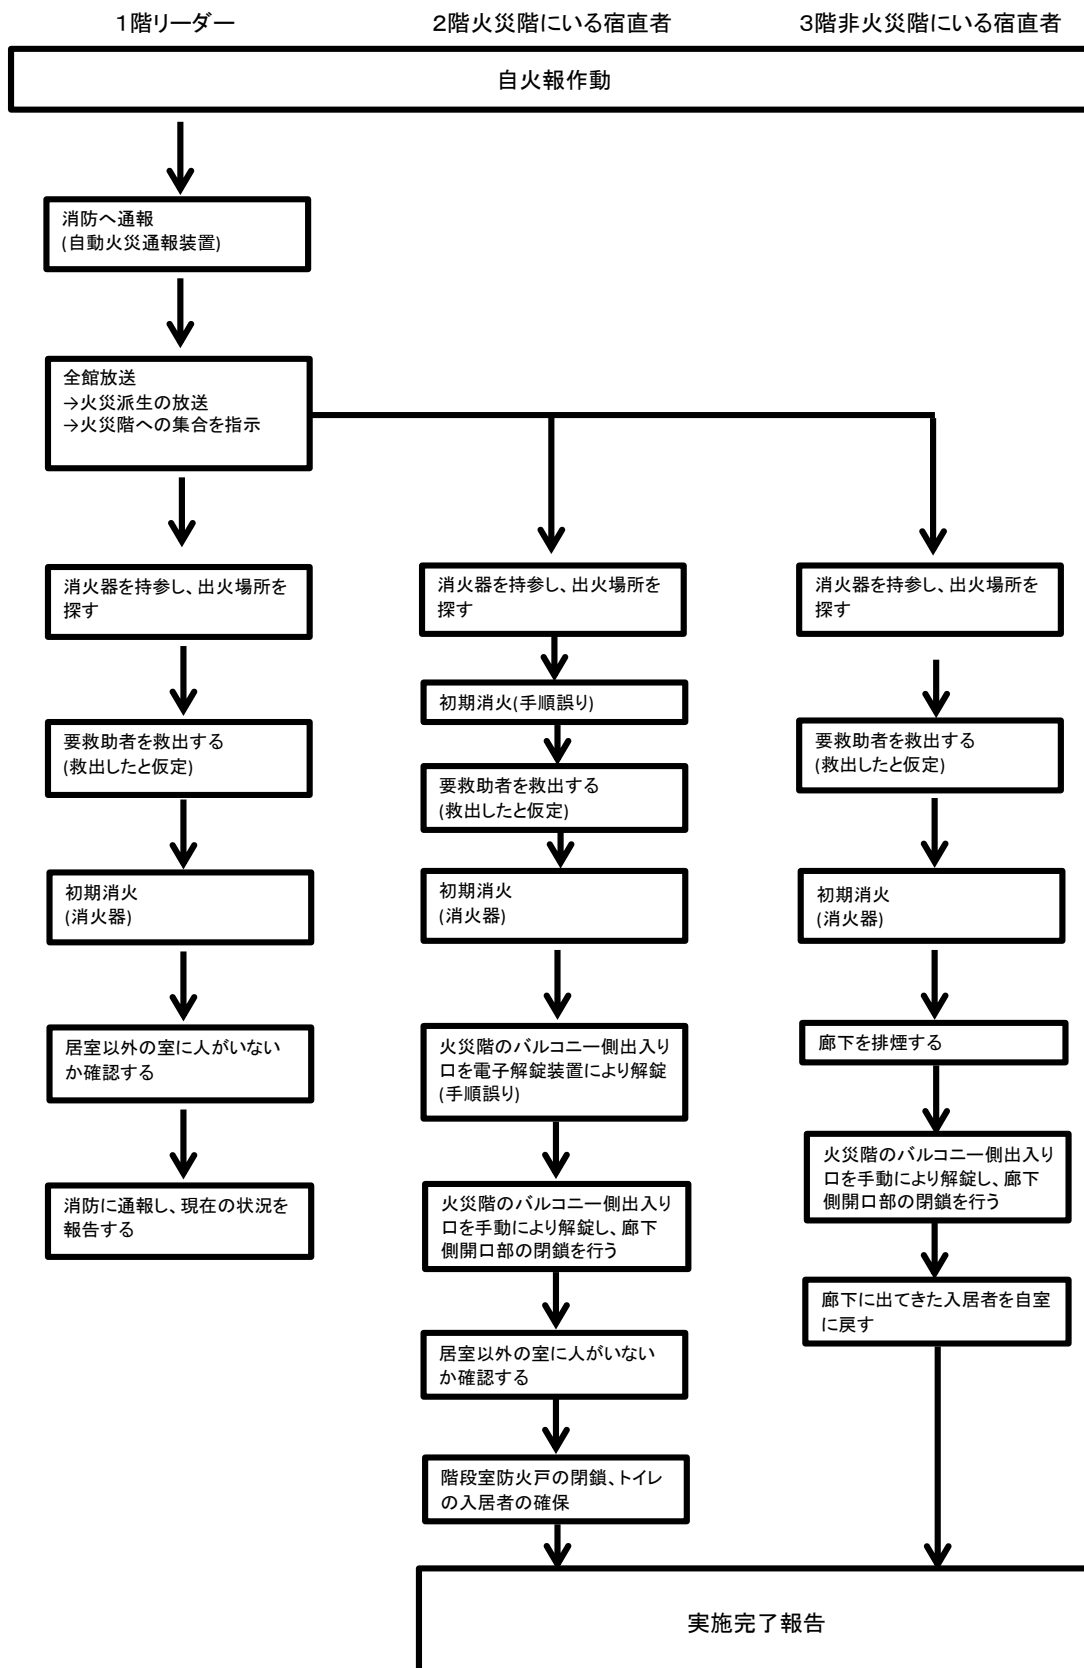 1階リーダー
2階火災階にいる宿直者
3階非火災階にいる宿直者
自火報作動
消防へ通報
(自動火災通報装置)
全館放送
→火災派生の放送
→火災階への集合を指示
消火器を持参し、出火場所を
探す
要救助者を救出する
(救出したと仮定)
初期消火
(消火器)
居室以外の室に人がいない
か確認する
消防に通報し、現在の状況を
報告する
消火器を持参し、出火場所を
探す
初期消火(手順誤り)
要救助者を救出する
(救出したと仮定)
初期消火
(消火器)
火災階のバルコニー側出入り
口を電子解錠装置により解錠
(手順誤り)
火災階のバルコニー側出入り
口を手動により解錠し、廊下
側開口部の閉鎖を行う
居室以外の室に人がいない
か確認する
階段室防火戸の閉鎖、トイレ
の入居者の確保
消火器を持参し、出火場所を
探す
要救助者を救出する
(救出したと仮定)
初期消火
(消火器)
廊下を排煙する
火災階のバルコニー側出入り
口を手動により解錠し、廊下
側開口部の閉鎖を行う
廊下に出てきた入居者を自室
に戻す
実施完了報告